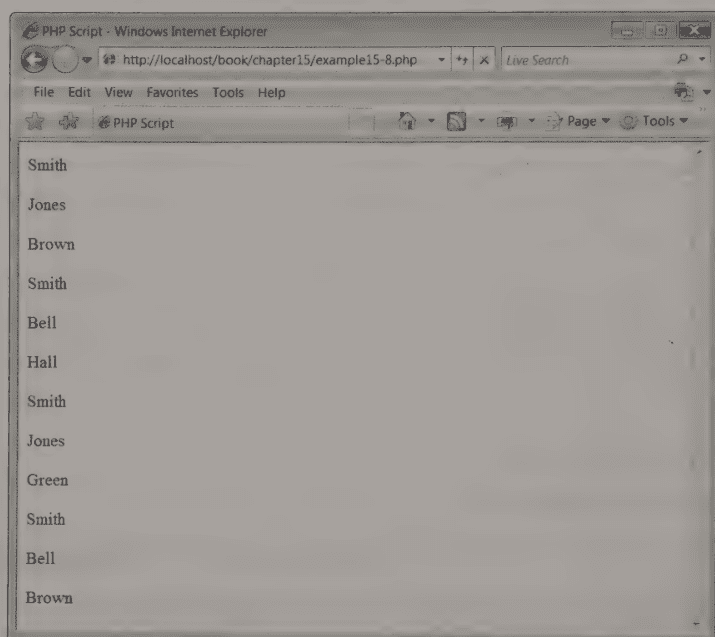 PHP Script - Windows Internet Explorer
http://localhost/book/chapter15/example15-8.php
Live Search
File Edit View Favorites Tools Help
PHP Script
Page
Tools
Smith
Jones
Brown
Smith
Bell
Hall
Smith
Jones
Green
Smith
Bell
Brown